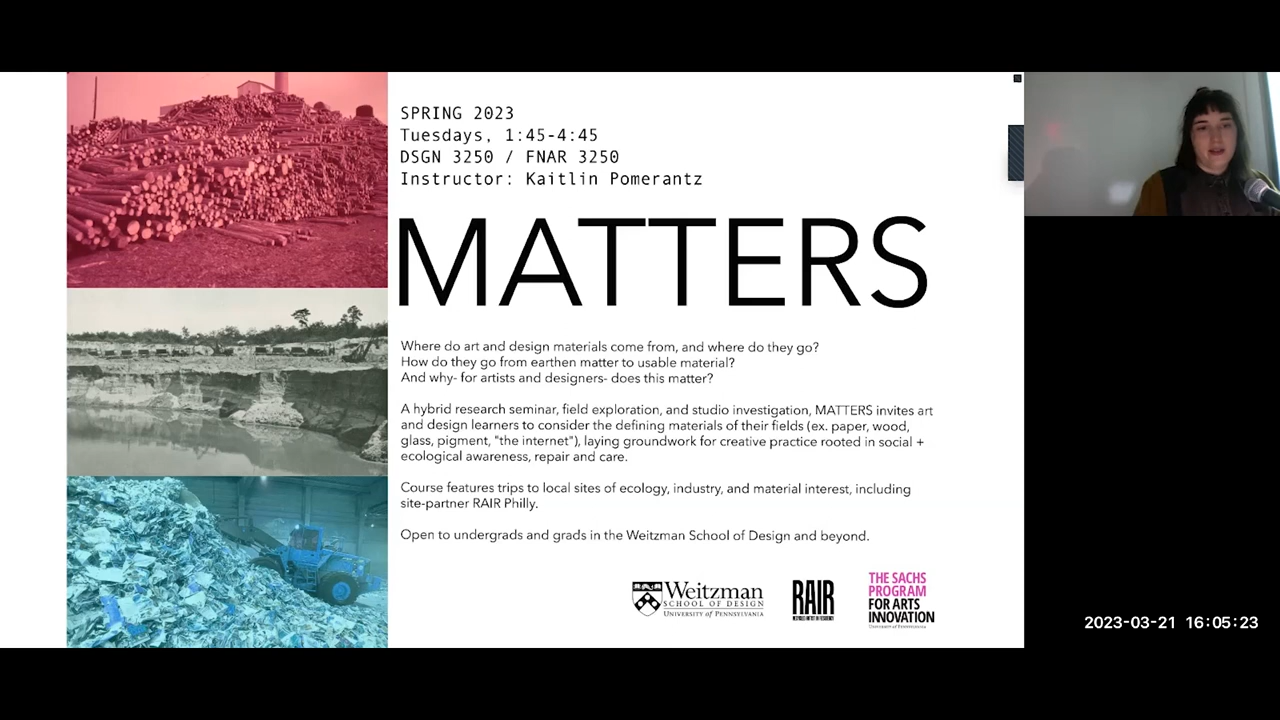 SPRING 2023
Tuesdays, 1:45-4:45
DSGN 3250 / FNAR 3250
Instructor: Kaitlin Pomerantz
MATTERS
Where do art and design materials come from, and where do they go?
How do they go from earthen matter to usable material?
And why- for artists and designers- does this matter?
A hybrid research seminar, field exploration, and studio investigation, MATTERS invites art
and design learners to consider the defining materials of their fields (ex. paper, wood,
glass, pigment, "the internet"), laying groundwork for creative practice rooted in social +
ecological awareness, repair and care.
Course features trips to local sites of ecology, industry, and material interest, including
site-partner RAIR Philly.
Open to undergrads and grads in the Weitzman School of Design and beyond.
Weitzman
SCHOOL OF DESIGN
UNIVERSITY OF PENNSYLVANIA
RAIR
THE SACHS
PROGRAM
FOR ARTS
INNOVATION
University of Pennsylvania
2023-03-21 16:05:23